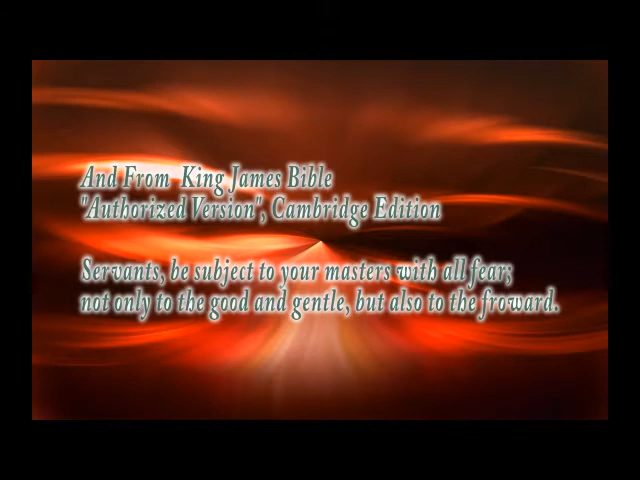 And From King James Bible
"Authorized Version", Cambridge Edition
Servants, be subject to your masters with all fear;
not only to the good and gentle, but also to the froward.